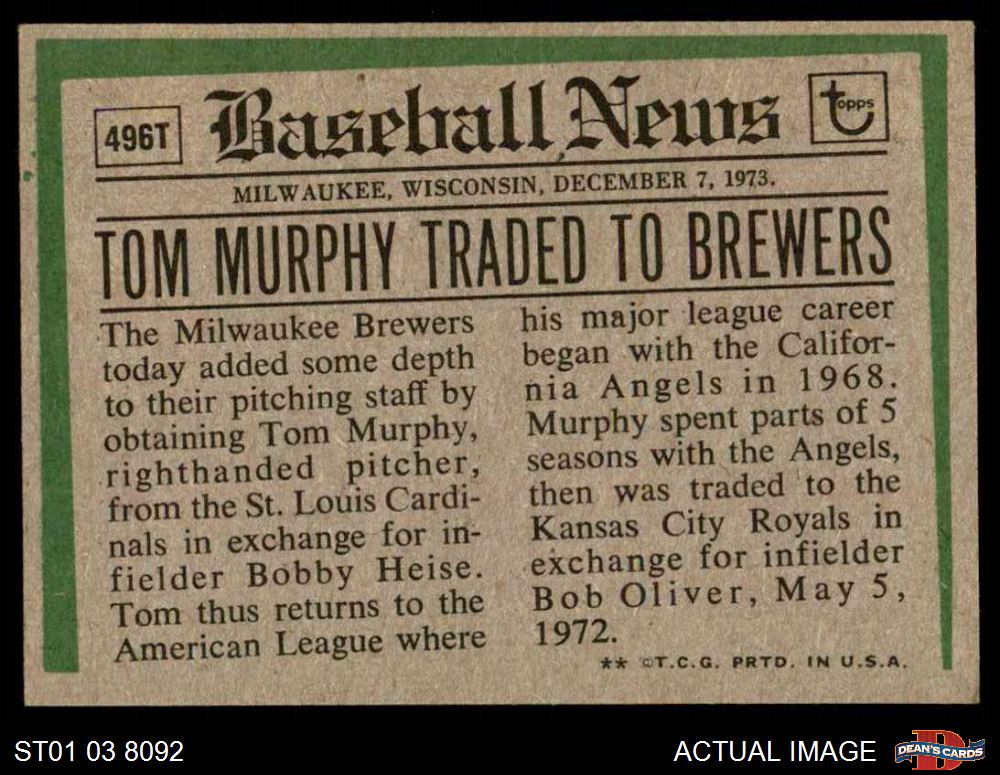 496T
Baseball News
Topps
MILWAUKEE, WISCONSIN, DECEMBER 7, 1973.
TOM MURPHY TRADED TO BREWERS
The Milwaukee Brewers
today added some depth
to their pitching staff by
obtaining Tom Murphy,
righthanded pitcher,
from the St. Louis Cardi-
nals in exchange for in-
fielder Bobby Heise.
Tom thus returns to the
American League where
his major league career
began with the Califor-
nia Angels in 1968.
Murphy spent parts of 5
seasons with the Angels,
then was traded to the
Kansas City Royals in
exchange for infielder
Bob Oliver, May 5,
1972.
** ©T.C.G. PRTD. IN U.S.A.
ST01 03 8092
ACTUAL IMAGE
DEAN'S CARDS